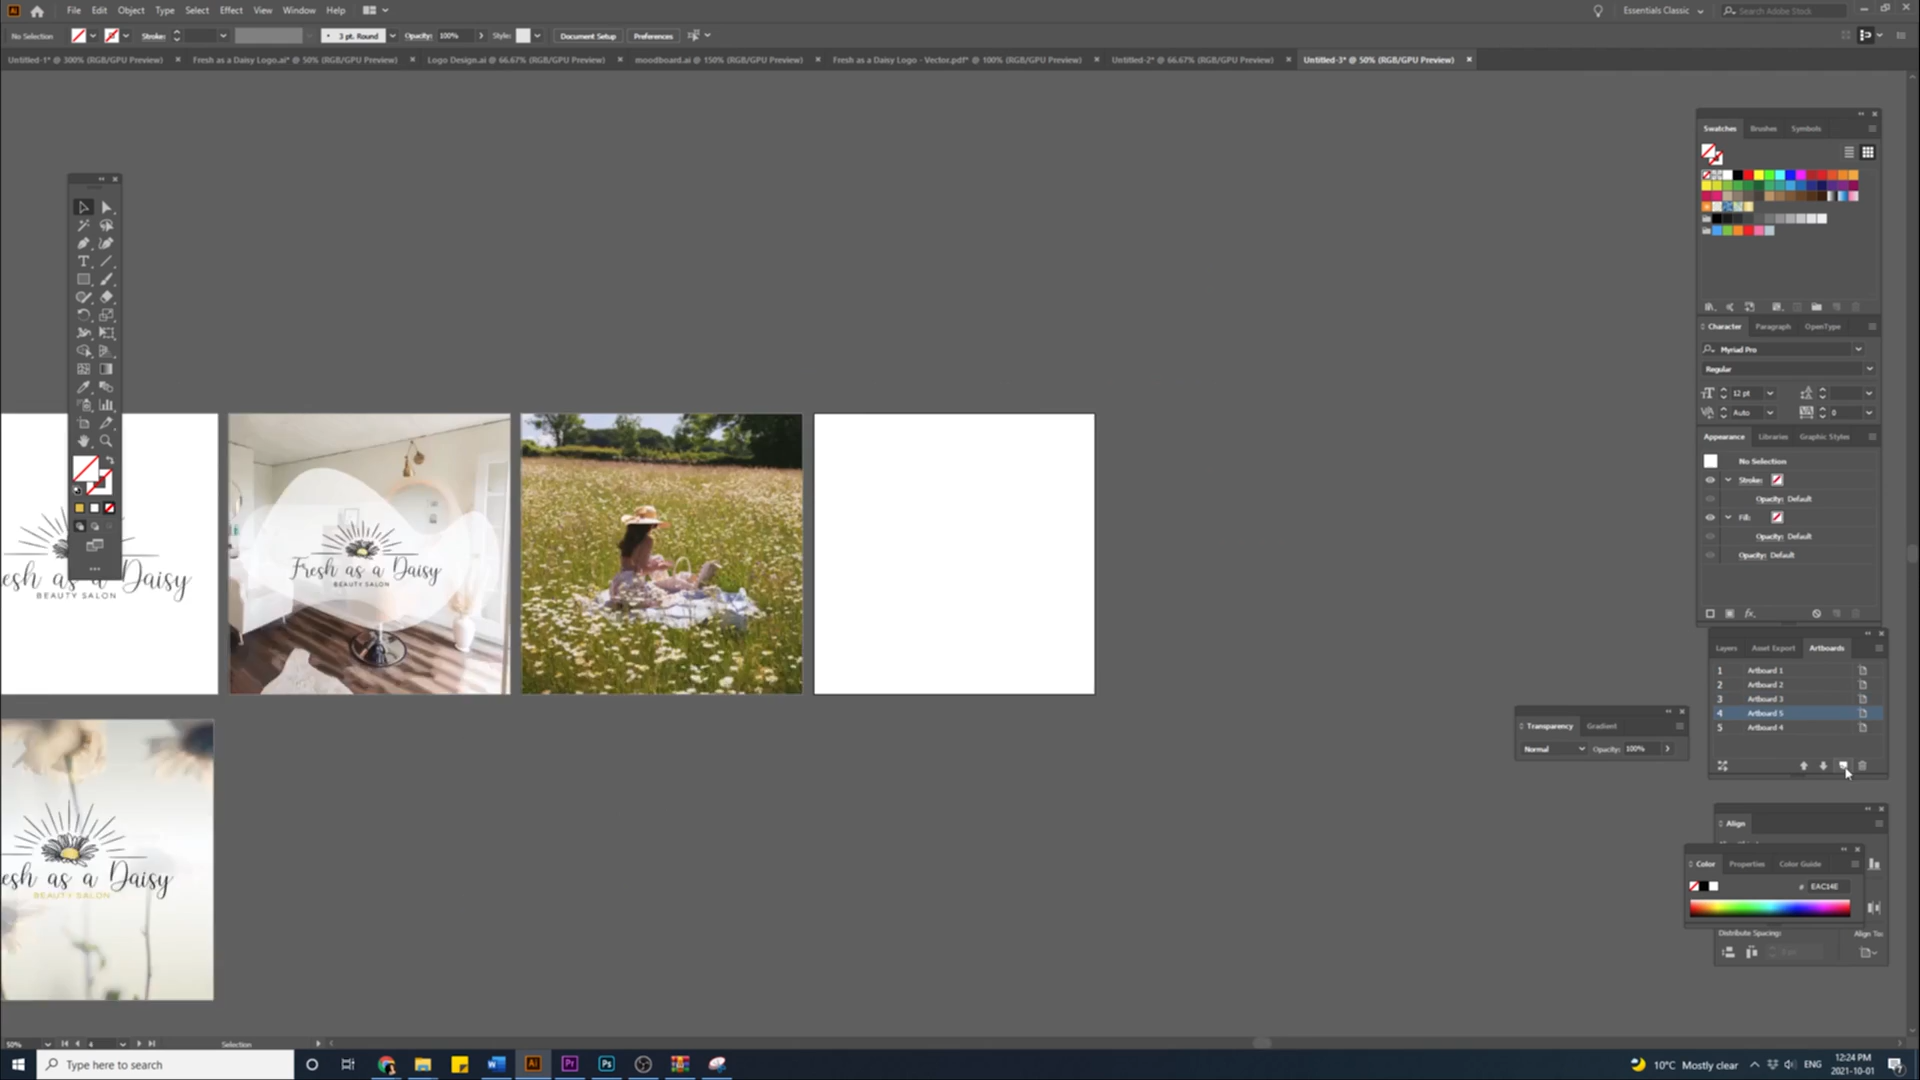 File Edit Object Type Select Effect View Window Help
Essentials Classic
Search Adobe Stock
No Selection
Stroke:
3 pt. Round
Opacity: 100%
Style:
Document Setup
Preferences
Untitled-1* @ 300% (RGB/GPU Preview)
Fresh as a Daisy Logo.ai* @ 50% (RGB/GPU Preview)
Logo Design.ai @ 66.67% (RGB/GPU Preview)
moodboard.ai @ 150% (RGB/GPU Preview)
Fresh as a Daisy Logo - Vector.pdf* @ 100% (RGB/GPU Preview)
Untitled-2* @ 66.67% (RGB/GPU Preview)
Untitled-3* @ 50% (RGB/GPU Preview)
Swatches Brushes Symbols
Character Paragraph OpenType
Myriad Pro
Regular
12 pt
Auto 0
Appearance Libraries Graphic Styles
No Selection
Stroke:
Opacity: Default
Fill:
Opacity: Default
Opacity: Default
Layers Asset Export Artboards
1 Artboard 1
2 Artboard 2
3 Artboard 3
4 Artboard 5
5 Artboard 4
Transparency Gradient
Normal Opacity: 100%
Align
Color Properties Color Guide
# EAC14E
Distribute Spacing: Align To:
esh as a Daisy
BEAUTY SALON
Fresh as a Daisy
BEAUTY SALON
esh as a Daisy
BEAUTY SALON
50% 4 Selection
Type here to search
10°C Mostly clear
ENG
12:24 PM
2021-10-01